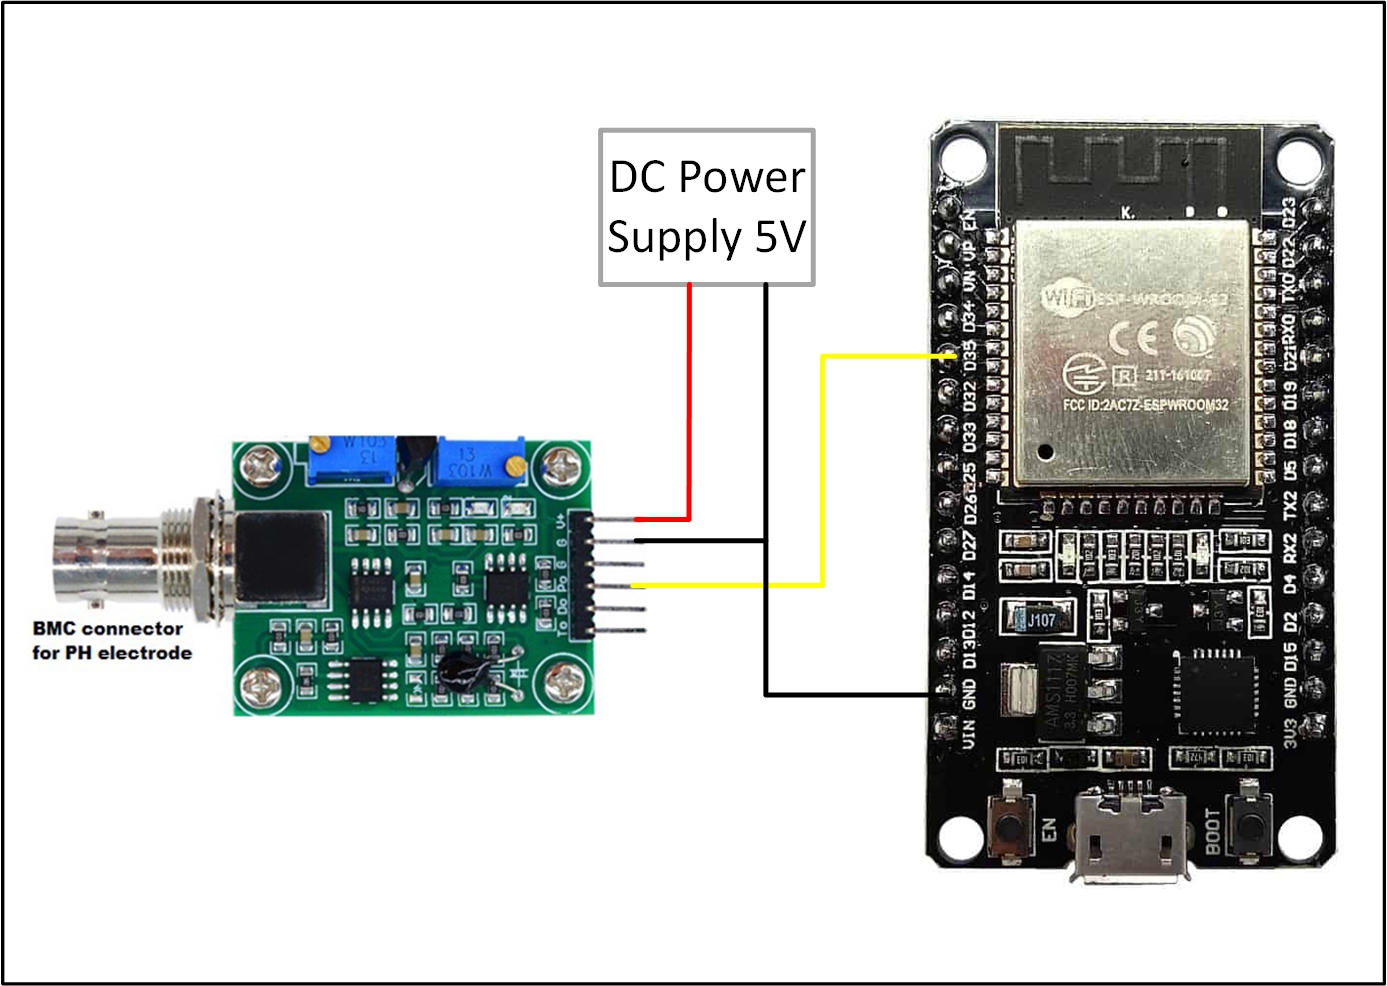 DC Power
Supply 5V
BMC connector
for PH electrode
W103
13
13
W103
V+
G
G
Po
Do
To
K.
WiFi
ESP-WROOM-32
CE
R
211-161007
FCC ID:2AC7Z-ESPWROOM32
EN
VP
VN
D34
D35
D32
D33
D25
D26
D27
D14
D12
D13
GND
VIN
D23
D22
TX0
RX0
D21
D19
D18
D5
TX2
RX2
D4
D2
D15
GND
3V3
J107
AMS1117
3.3 H007MK
EN
BOOT